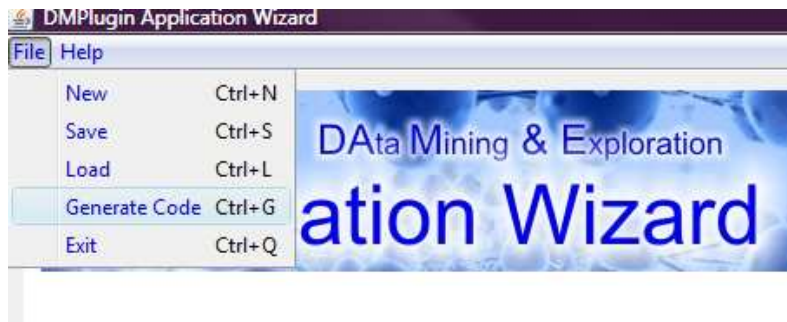 DMPlugin Application Wizard
File Help
New Ctrl+N
Save Ctrl+S
Load Ctrl+L
Generate Code Ctrl+G
Exit Ctrl+Q
DAta Mining & Exploration
ation Wizard